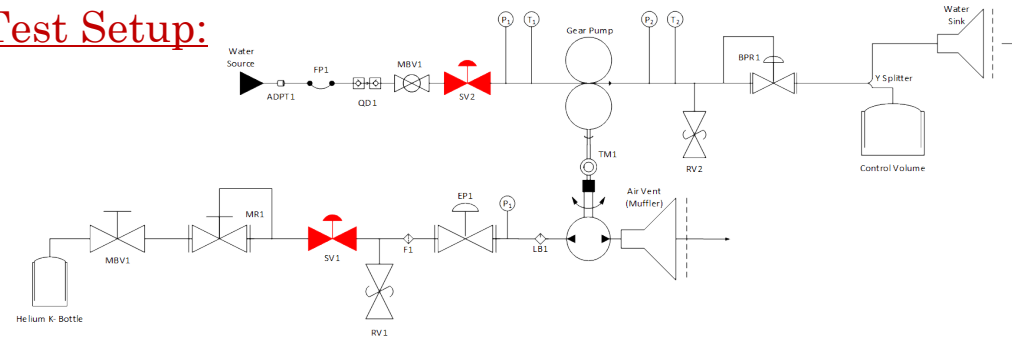 Test Setup:
Water
Source
ADPT1
FP1
QD1
MBV1
SV2
P1
T1
Gear Pump
P2
T2
BPR1
Water
Sink
Y Splitter
Control Volume
RV2
TM1
Air Vent
(Muffler)
EP1
P1
MR1
MBV1
SV1
F1
LB1
RV1
Helium K- Bottle